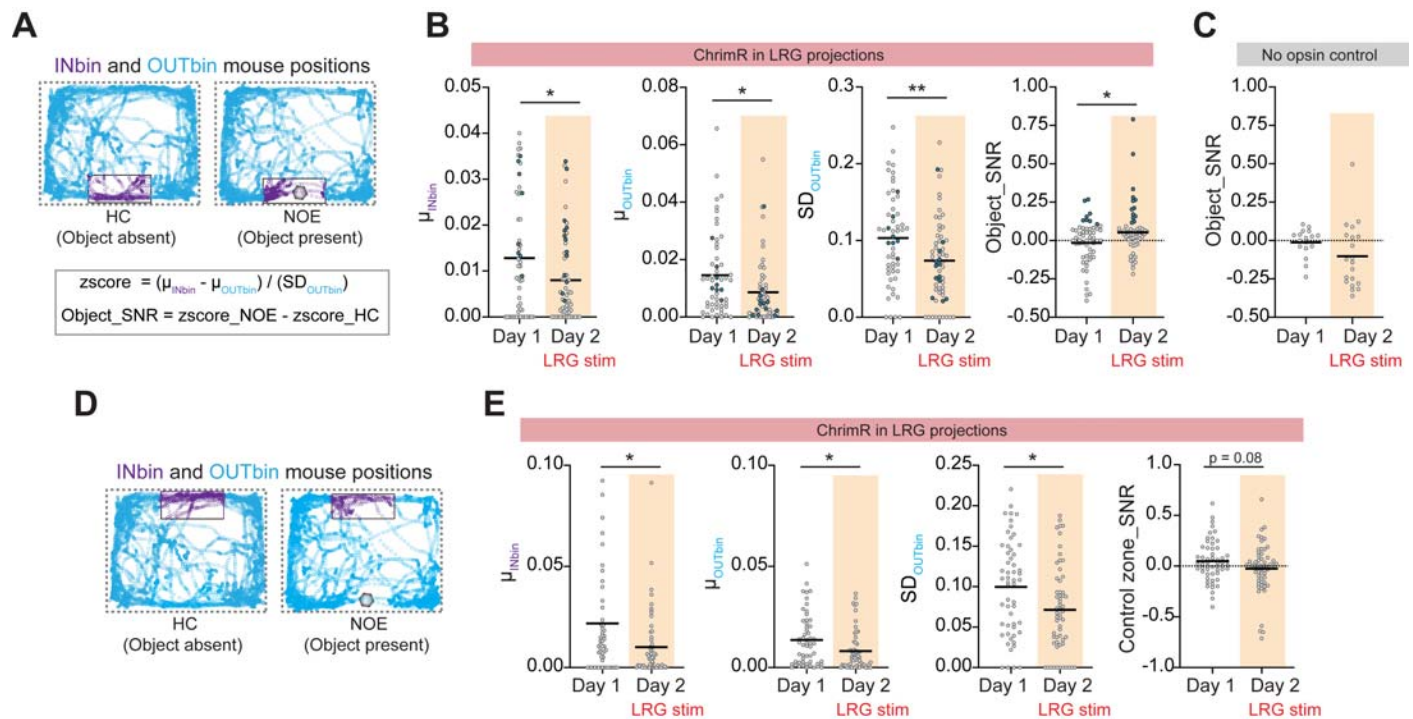 A
INbin and OUTbin mouse positions
HC
(Object absent)
NOE
(Object present)
zscore = (μINbin - μOUTbin) / (SDOUTbin)
Object_SNR = zscore_NOE - zscore_HC
B
ChrimR in LRG projections
μINbin
0.05
0.04
0.03
0.02
0.01
0.00
*
Day 1 Day 2
LRG stim
μOUTbin
0.08
0.06
0.04
0.02
0.00
*
Day 1 Day 2
LRG stim
SDOUTbin
0.3
0.2
0.1
0.0
**
Day 1 Day 2
LRG stim
Object_SNR
1.00
0.75
0.50
0.25
0.00
-0.25
-0.50
*
Day 1 Day 2
LRG stim
C
No opsin control
Object_SNR
1.00
0.75
0.50
0.25
0.00
-0.25
-0.50
Day 1 Day 2
LRG stim
D
INbin and OUTbin mouse positions
HC
(Object absent)
NOE
(Object present)
E
ChrimR in LRG projections
μINbin
0.10
0.05
0.00
*
Day 1 Day 2
LRG stim
μOUTbin
0.10
0.05
0.00
*
Day 1 Day 2
LRG stim
SDOUTbin
0.25
0.20
0.15
0.10
0.05
0.00
*
Day 1 Day 2
LRG stim
Control zone_SNR
1.0
0.5
0.0
-0.5
-1.0
p = 0.08
Day 1 Day 2
LRG stim